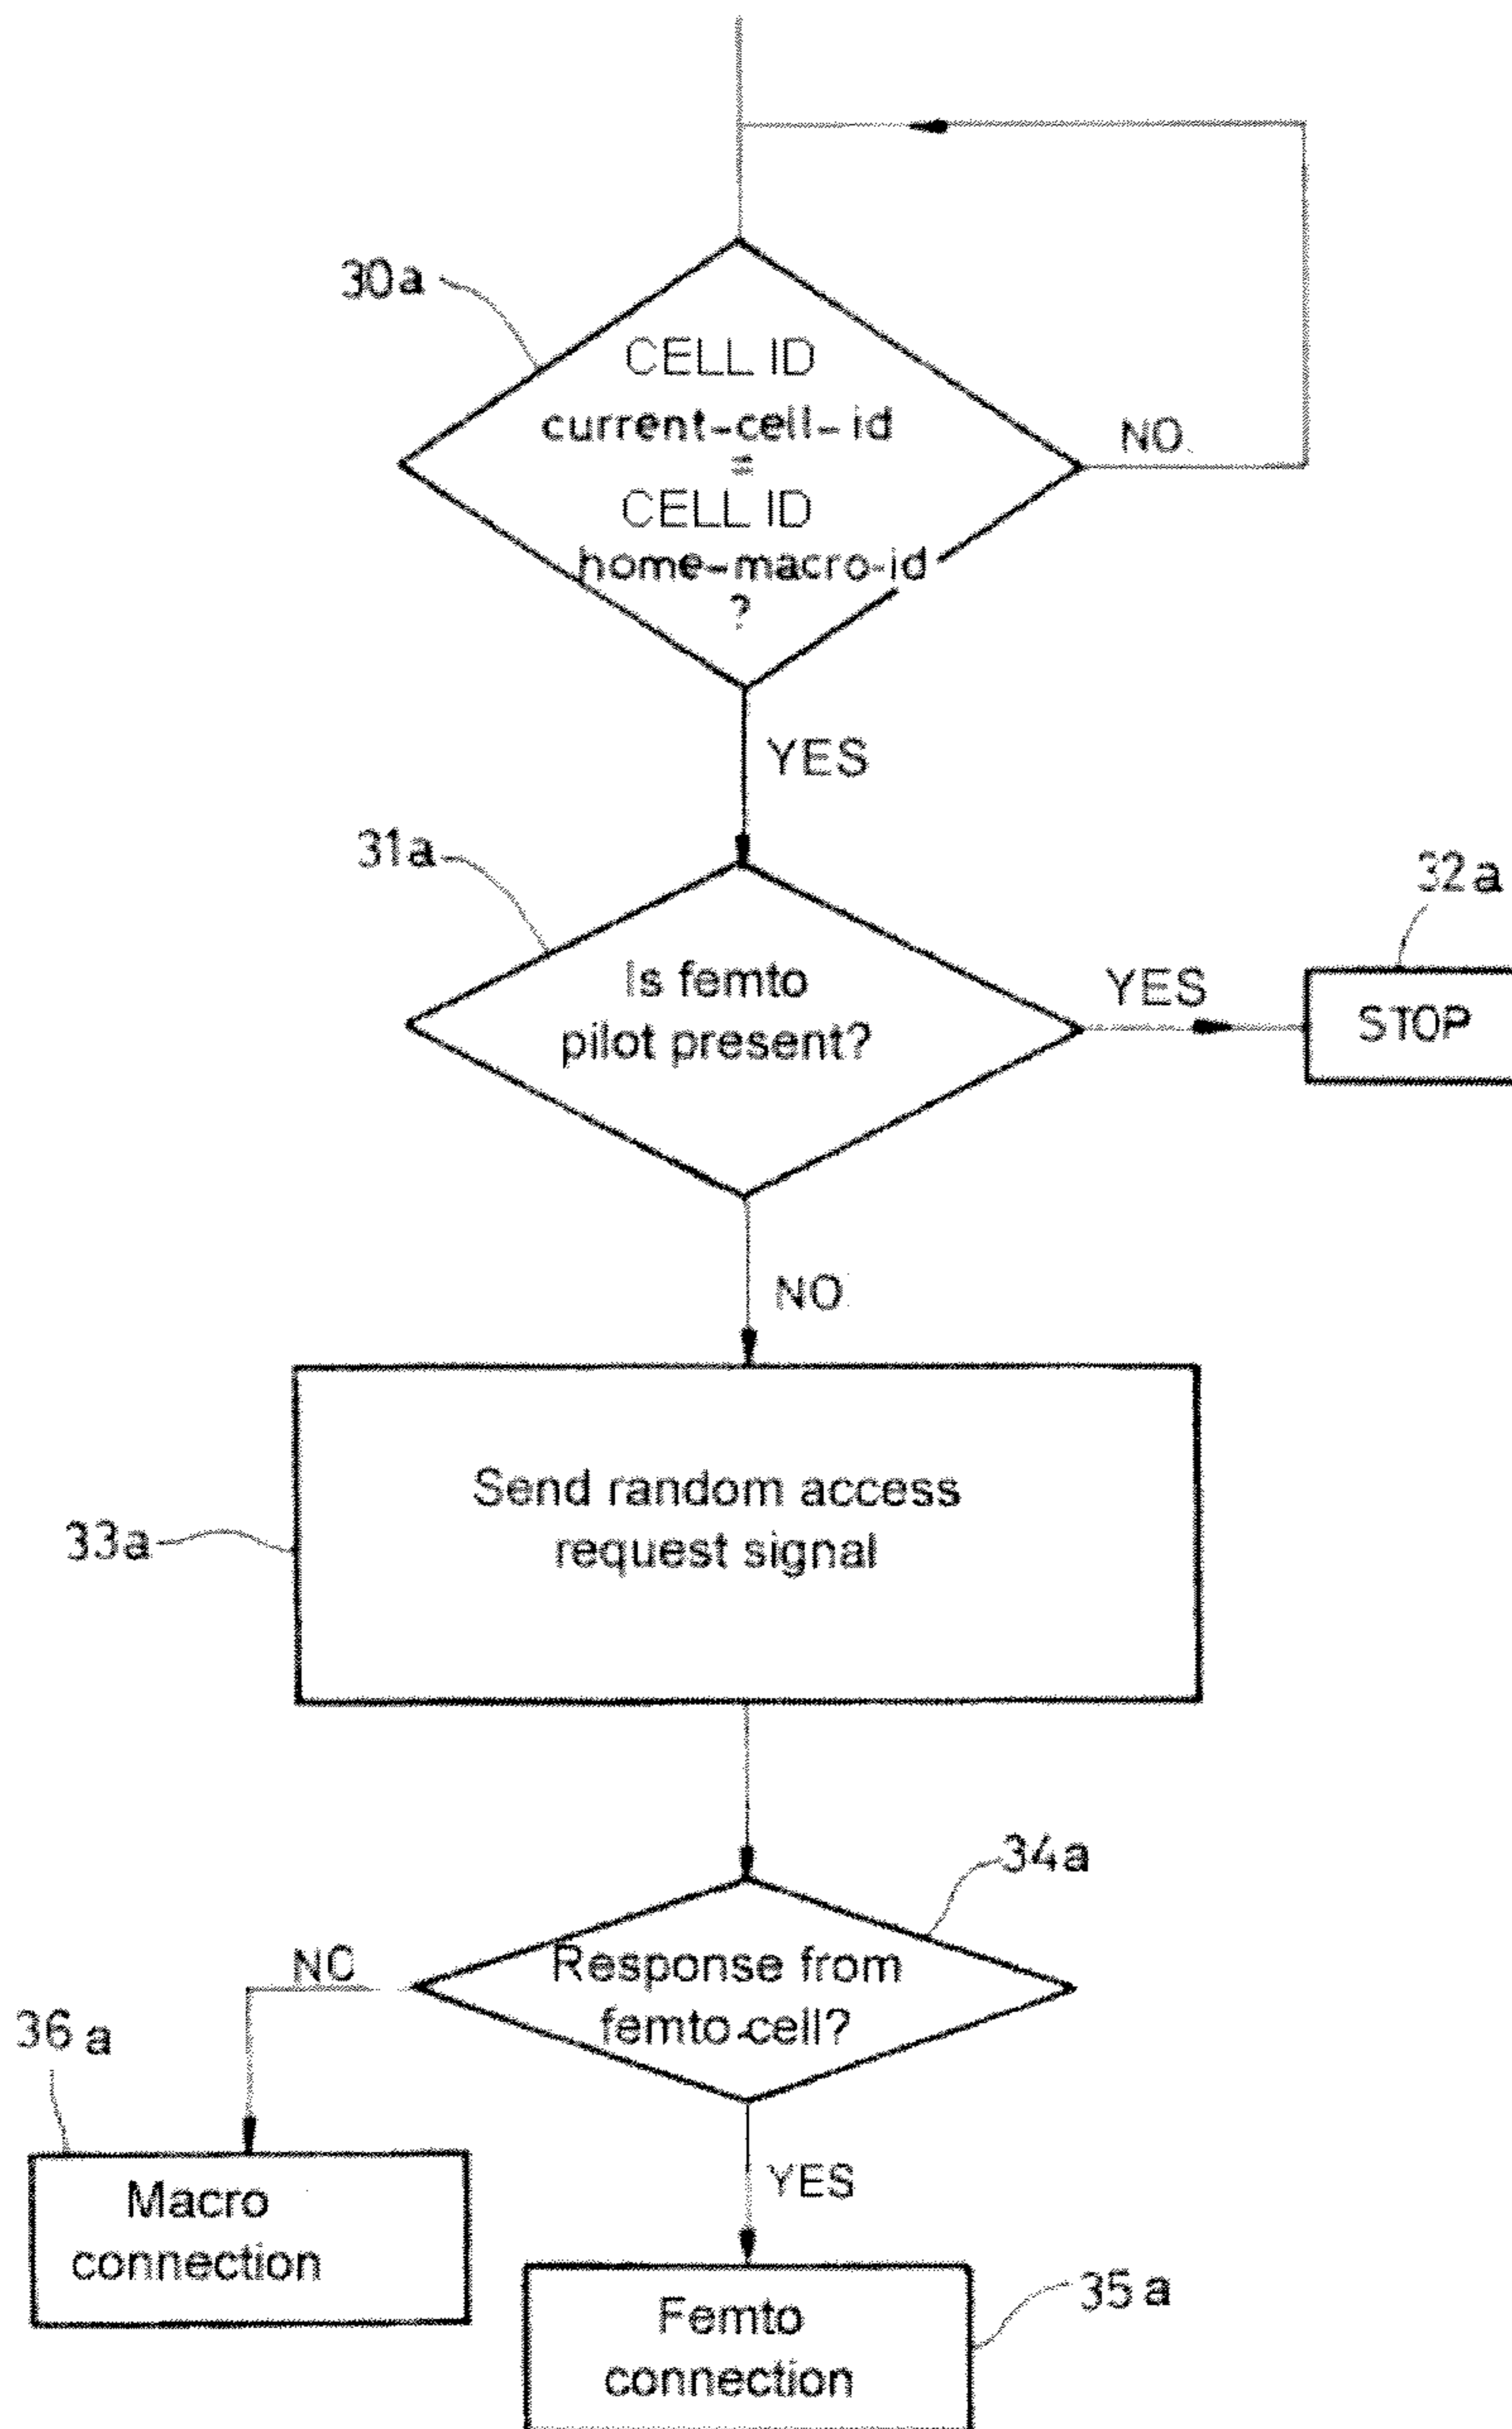 30a
CELL ID
current-cell-id
=
CELL ID
home-macro-id
?
NO
YES
31a
Is femto
pilot present?
YES
32a
STOP
NO
Send random access
request signal
33a
34a
Response from
femto-cell?
NO
36a
Macro
connection
YES
Femto
connection
35a